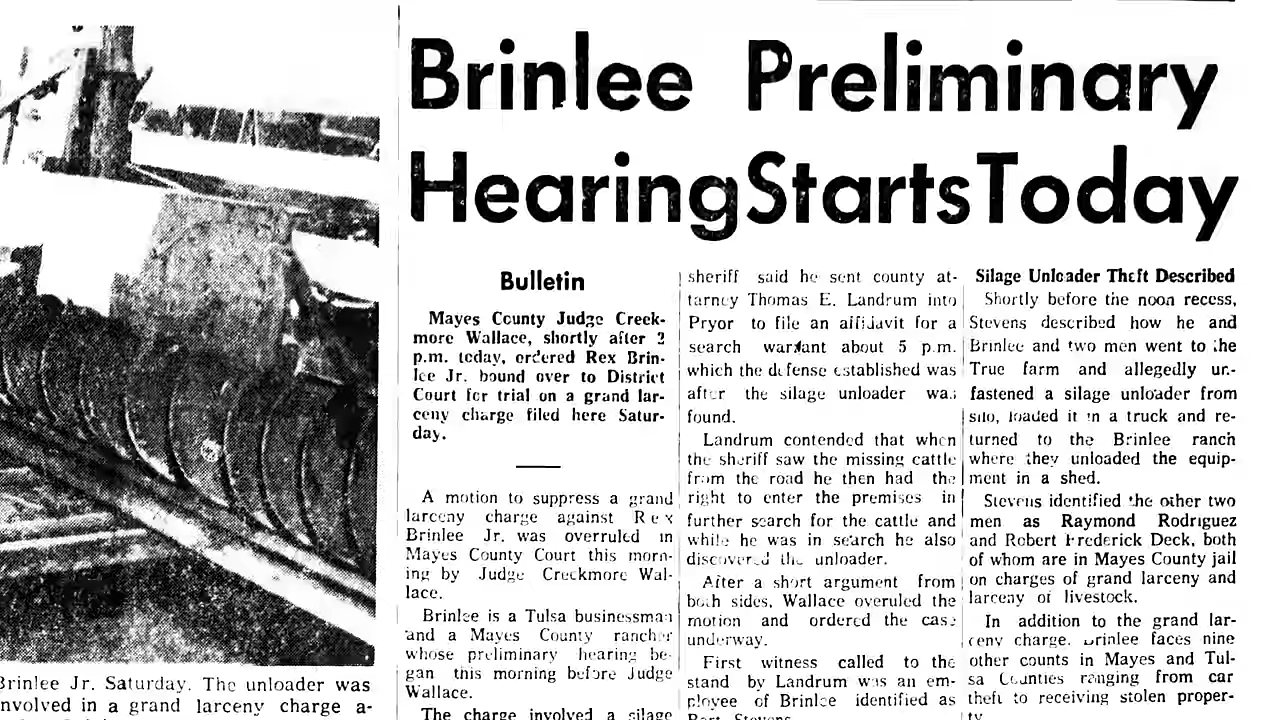 Brinlee Preliminary
Hearing Starts Today
Bulletin
Mayes County Judge Creek-
more Wallace, shortly after 2
p.m. today, ordered Rex Brin-
lee Jr. bound over to District
Court for trial on a grand lar-
ceny charge filed here Satur-
day.
A motion to suppress a grand
larceny charge against Rex
Brinlee Jr. was overruled in
Mayes County Court this morn-
ing by Judge Creekmore Wal-
lace.
Brinlee is a Tulsa businessman
and a Mayes County rancher
whose preliminary hearing be-
gan this morning before Judge
Wallace.
The charge involved a silage
sheriff said he sent county at-
tarney Thomas E. Landrum into
Pryor to file an affidavit for a
search warrant about 5 p.m.
which the defense established was
after the silage unloader was
found.
Landrum contended that when
the sheriff saw the missing cattle
from the road he then had the
right to enter the premises in
further search for the cattle and
while he was in search he also
discovered the unloader.
After a short argument from
both sides, Wallace overuled the
motion and ordered the case
underway.
First witness called to the
stand by Landrum was an em-
ployee of Brinlee identified as
Bert Stevens
Silage Unloader Theft Described
Shortly before the noon recess,
Stevens described how he and
Brinlee and two men went to the
True farm and allegedly un-
fastened a silage unloader from
silo, loaded it in a truck and re-
turned to the Brinlee ranch
where they unloaded the equip-
ment in a shed.
Stevens identified the other two
men as Raymond Rodriguez
and Robert Frederick Deck, both
of whom are in Mayes County jail
on charges of grand larceny and
larceny of livestock.
In addition to the grand lar-
ceny charge. Brinlee faces nine
other counts in Mayes and Tul-
sa Counties ranging from car
theft to receiving stolen proper-
ty.
Brinlee Jr. Saturday. The unloader was
involved in a grand larceny charge a-